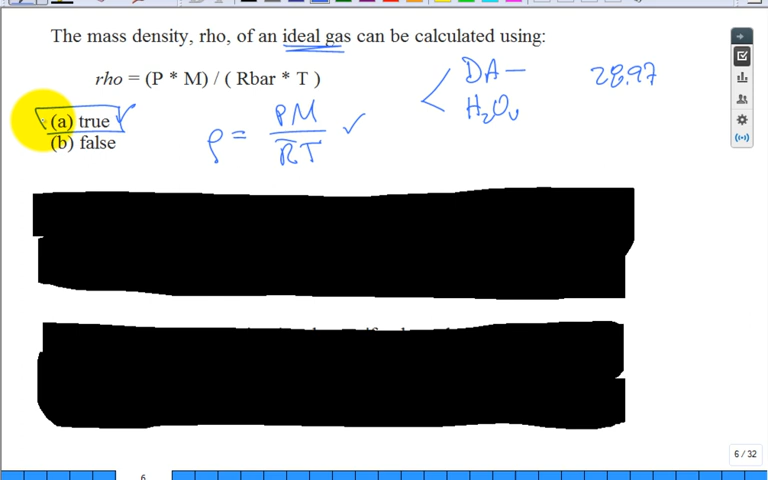 The mass density, rho, of an ideal gas can be calculated using:
rho = (P * M) / ( Rbar * T )
(a) true
(b) false
ρ = PM / R̄T ✓
DA —
H₂Oᵥ
28.97
6 / 32
6